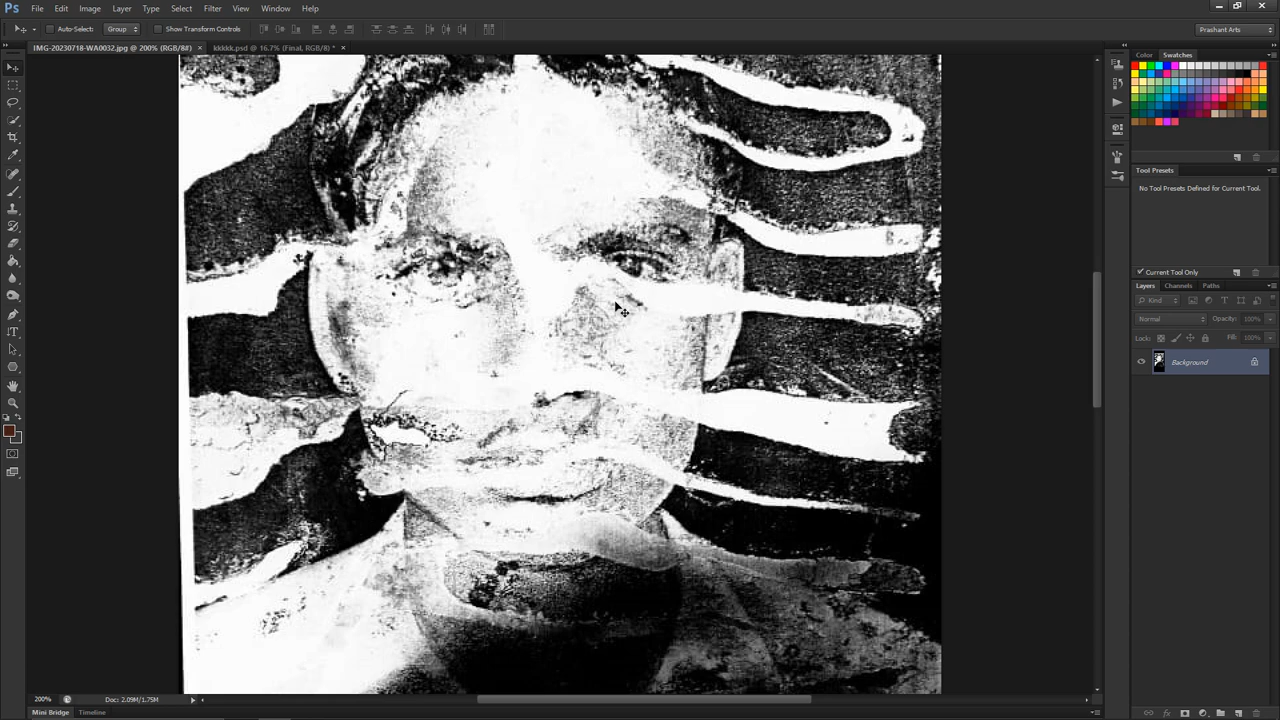 Ps File Edit Image Layer Type Select Filter View Window Help
Auto-Select: Group Show Transform Controls Prashant Arts
IMG-20230718-WA0032.jpg @ 200% (RGB/8#) × kkkkk.psd @ 16.7% (Final, RGB/8) * ×
Color Swatches
Tool Presets
No Tool Presets Defined for Current Tool.
Current Tool Only
Layers Channels Paths
Kind
Normal Opacity: 100%
Lock: Fill: 100%
Background
200% Doc: 2.09M/1.75M
Mini Bridge Timeline